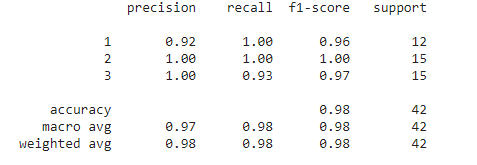 precision recall f1-score support
1 0.92 1.00 0.96 12
2 1.00 1.00 1.00 15
3 1.00 0.93 0.97 15
accuracy 0.98 42
macro avg 0.97 0.98 0.98 42
weighted avg 0.98 0.98 0.98 42